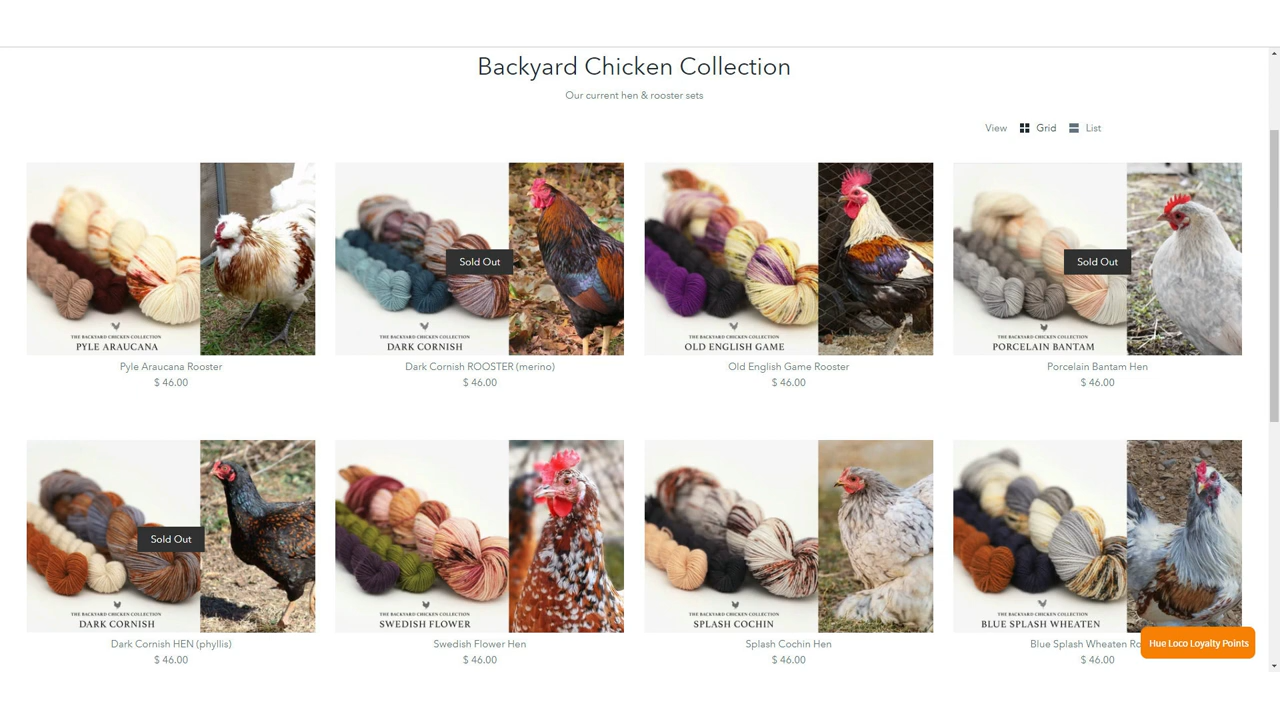 Backyard Chicken Collection
Our current hen & rooster sets
View Grid List
THE BACKYARD CHICKEN COLLECTION
PYLE ARAUCANA
Pyle Araucana Rooster
$ 46.00
Sold Out
THE BACKYARD CHICKEN COLLECTION
DARK CORNISH
Dark Cornish ROOSTER (merino)
$ 46.00
THE BACKYARD CHICKEN COLLECTION
OLD ENGLISH GAME
Old English Game Rooster
$ 46.00
Sold Out
THE BACKYARD CHICKEN COLLECTION
PORCELAIN BANTAM
Porcelain Bantam Hen
$ 46.00
Sold Out
THE BACKYARD CHICKEN COLLECTION
DARK CORNISH
Dark Cornish HEN (phyllis)
$ 46.00
THE BACKYARD CHICKEN COLLECTION
SWEDISH FLOWER
Swedish Flower Hen
$ 46.00
THE BACKYARD CHICKEN COLLECTION
SPLASH COCHIN
Splash Cochin Hen
$ 46.00
THE BACKYARD CHICKEN COLLECTION
BLUE SPLASH WHEATEN
Blue Splash Wheaten Ro
$ 46.00
Hue Loco Loyalty Points